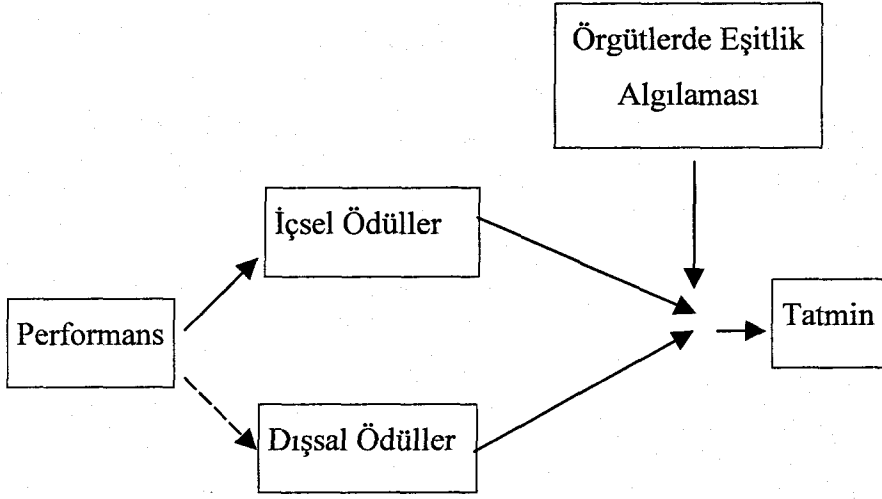 Örgütlerde Eşitlik
Algılaması
İçsel Ödüller
Performans
Tatmin
Dışsal Ödüller